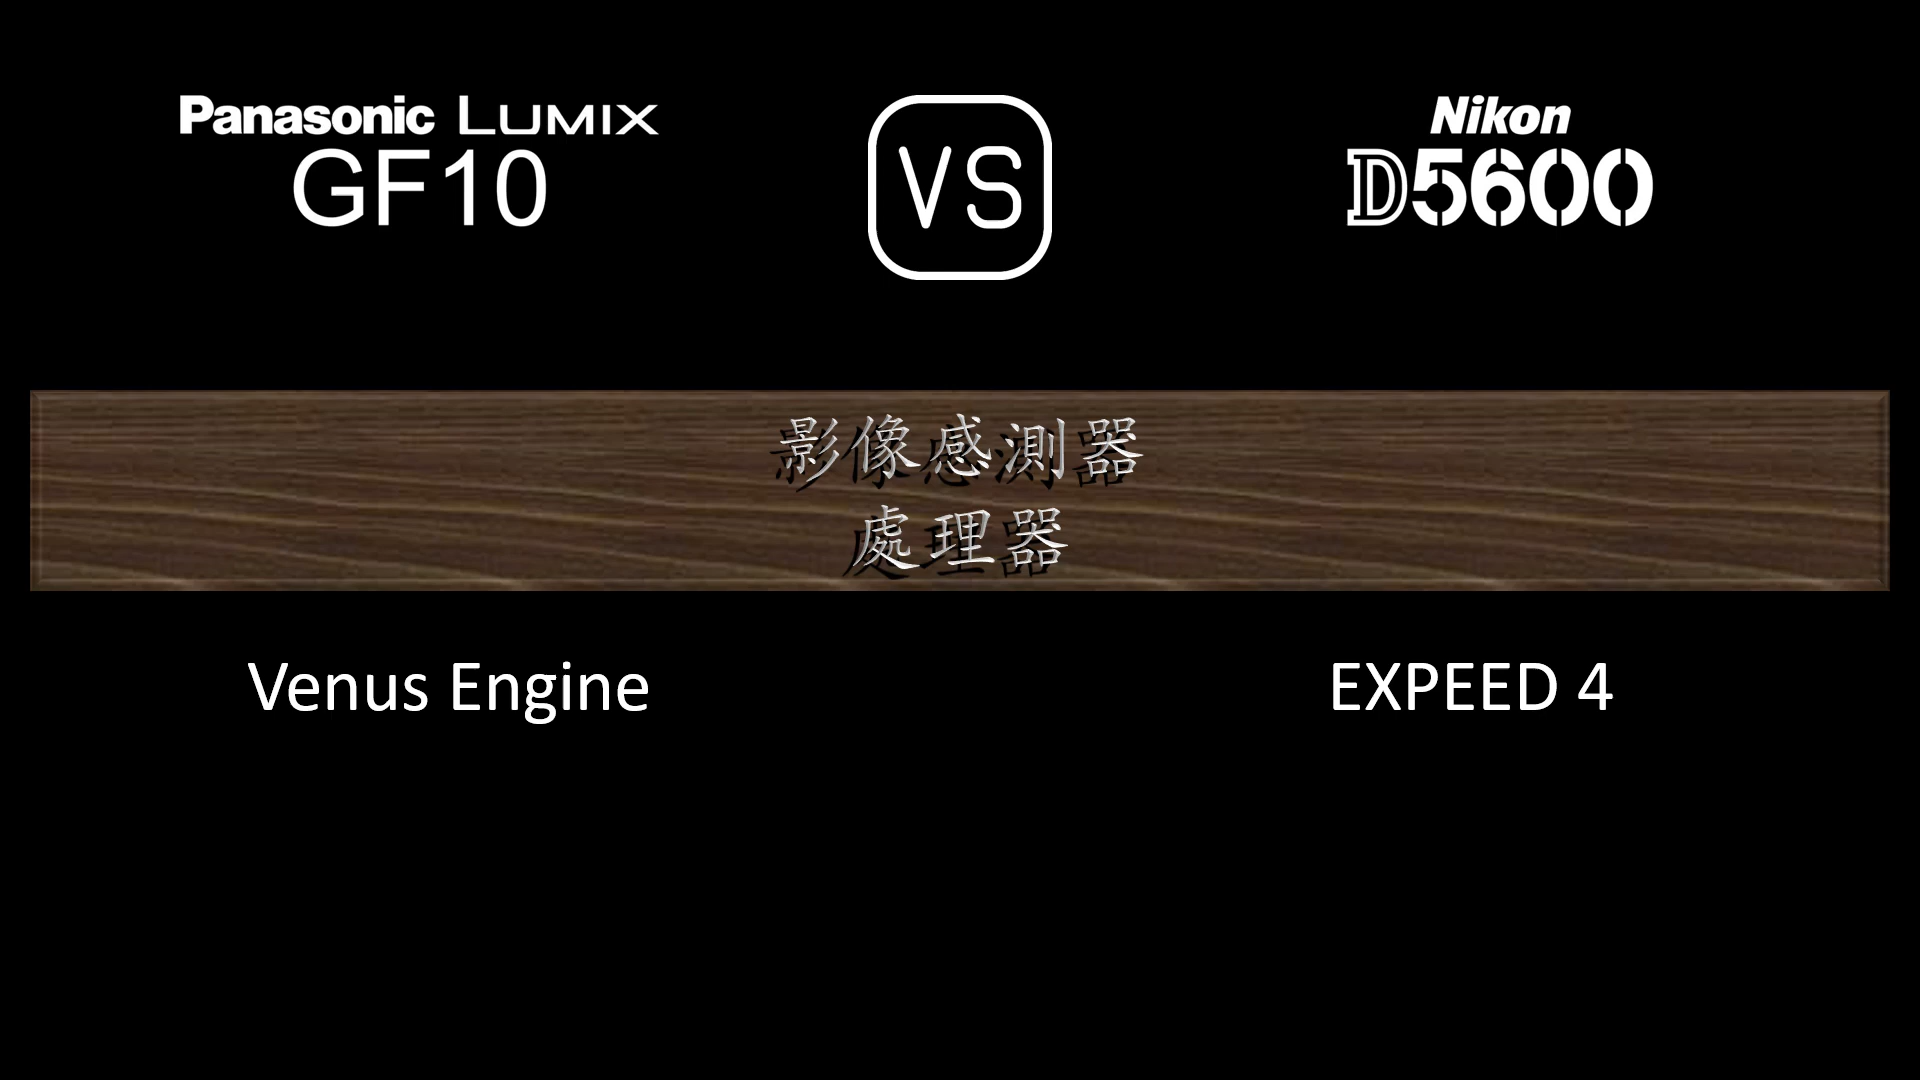 Panasonic LUMIX
GF10
VS
Nikon
D5600
影像感測器
處理器
Venus Engine
EXPEED 4